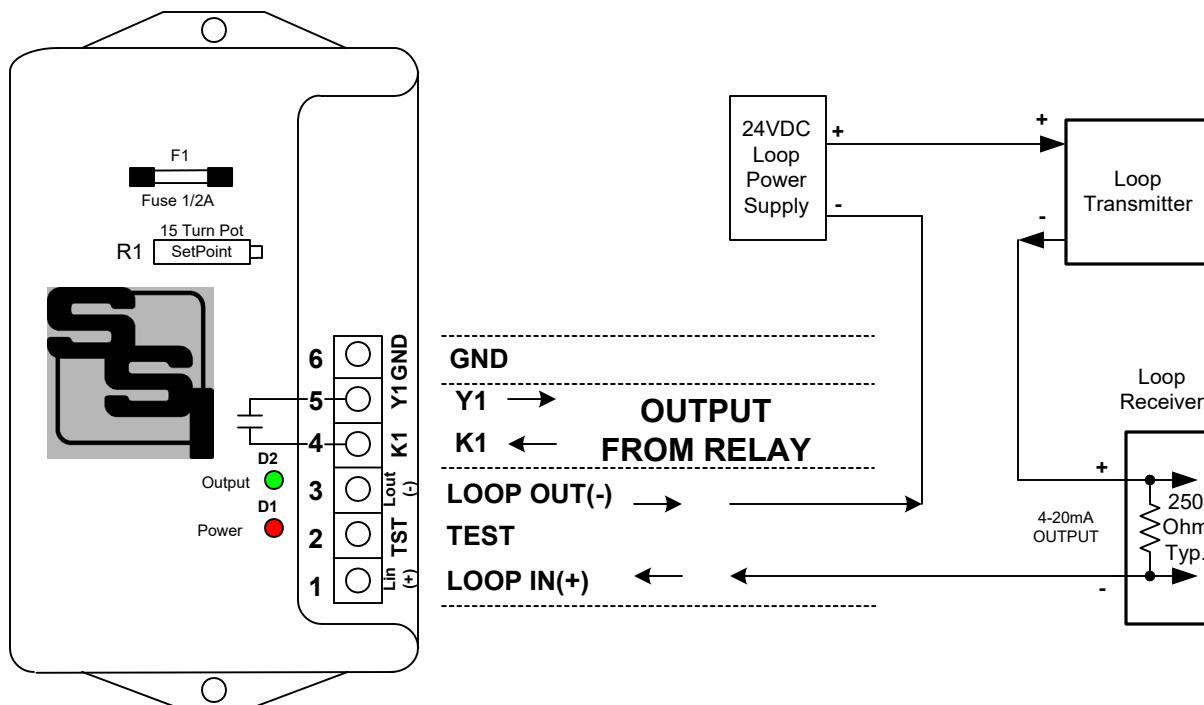 F1
Fuse 1/2A
15 Turn Pot
R1
SetPoint
SSI
6
GND
5
Y1
4
K1
D2
Output
3
Lout
(-)
D1
Power
2
TST
1
Lin
(+)
GND
Y1
K1
OUTPUT
FROM RELAY
LOOP OUT(-)
TEST
LOOP IN(+)
24VDC
Loop
Power
Supply
+
-
+
-
Loop
Transmitter
Loop
Receiver
+
-
4-20mA
OUTPUT
250
Ohm
Typ.